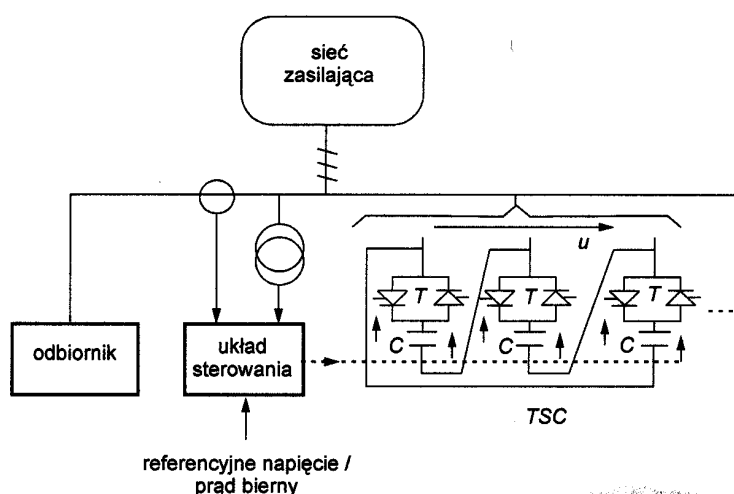 sieć
zasilająca
u
T
T
T
C
C
C
odbiornik
układ
sterowania
TSC
referencyjne napięcie /
prąd bierny